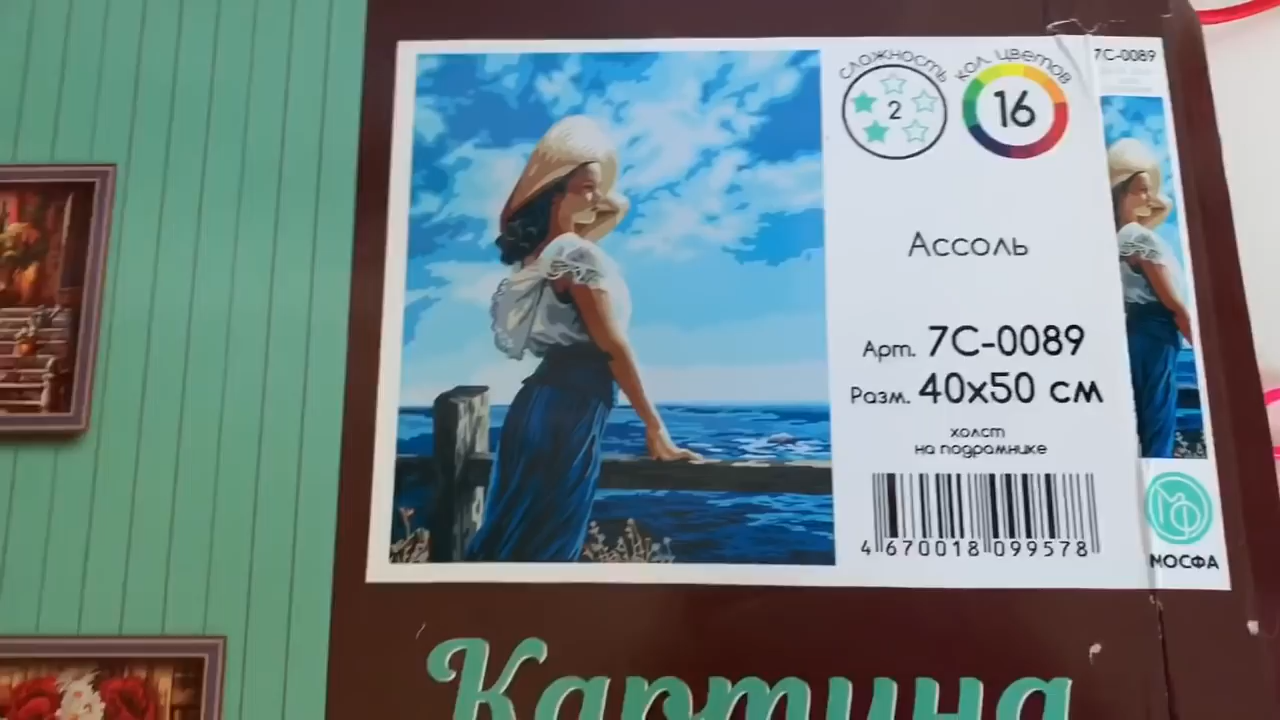 сложность
2
кол. цветов
16
7С-0089
Ассоль
Арт. 7С-0089
Разм. 40х50 см
холст
на подрамнике
4 670018 099578
МОСФА
Картина